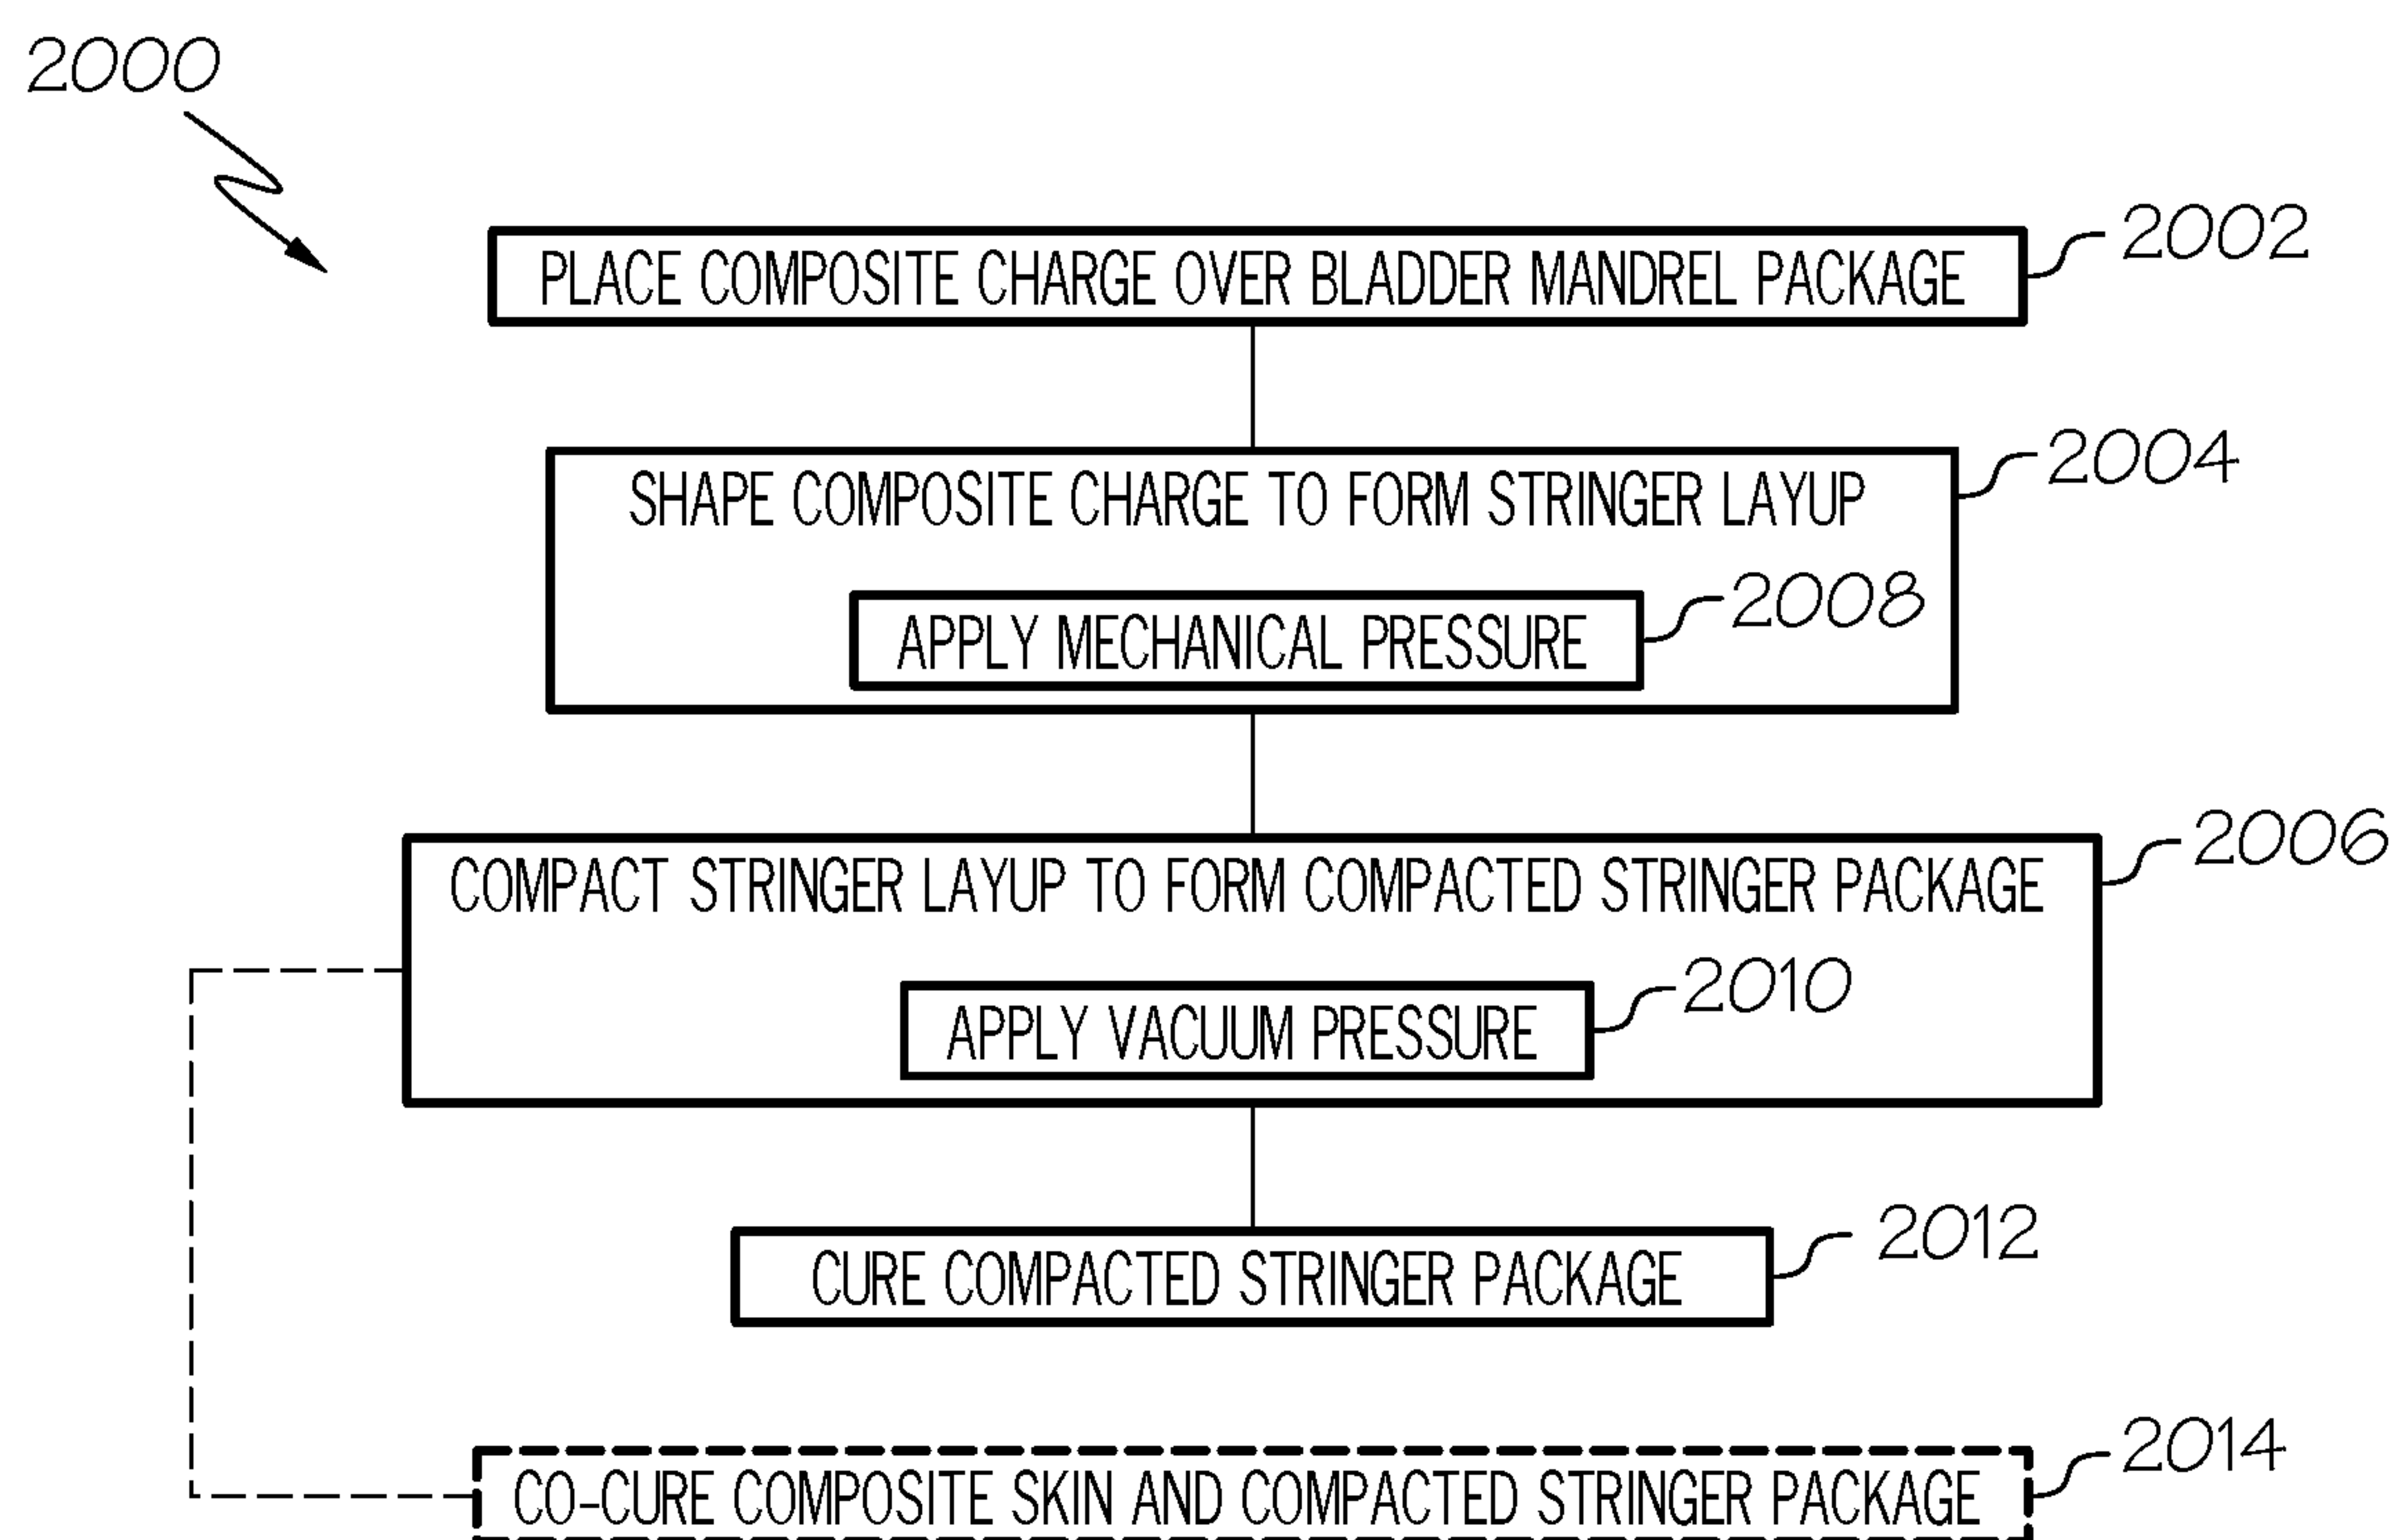 2000
PLACE COMPOSITE CHARGE OVER BLADDER MANDREL PACKAGE
2002
SHAPE COMPOSITE CHARGE TO FORM STRINGER LAYUP
2004
APPLY MECHANICAL PRESSURE
2008
COMPACT STRINGER LAYUP TO FORM COMPACTED STRINGER PACKAGE
2006
APPLY VACUUM PRESSURE
2010
CURE COMPACTED STRINGER PACKAGE
2012
CO-CURE COMPOSITE SKIN AND COMPACTED STRINGER PACKAGE
2014